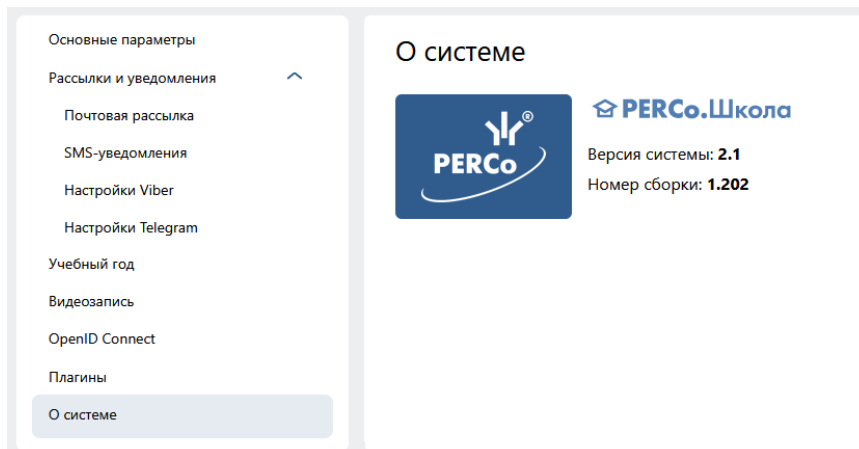 Основные параметры
Рассылки и уведомления
Почтовая рассылка
SMS-уведомления
Настройки Viber
Настройки Telegram
Учебный год
Видеозапись
OpenID Connect
Плагины
О системе
О системе
PERCo®
PERCo.Школа
Версия системы: 2.1
Номер сборки: 1.202